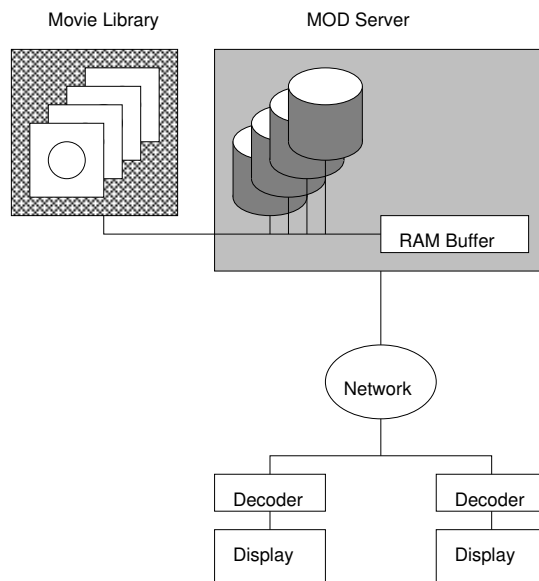 Movie Library
MOD Server
RAM Buffer
Network
Decoder
Decoder
Display
Display